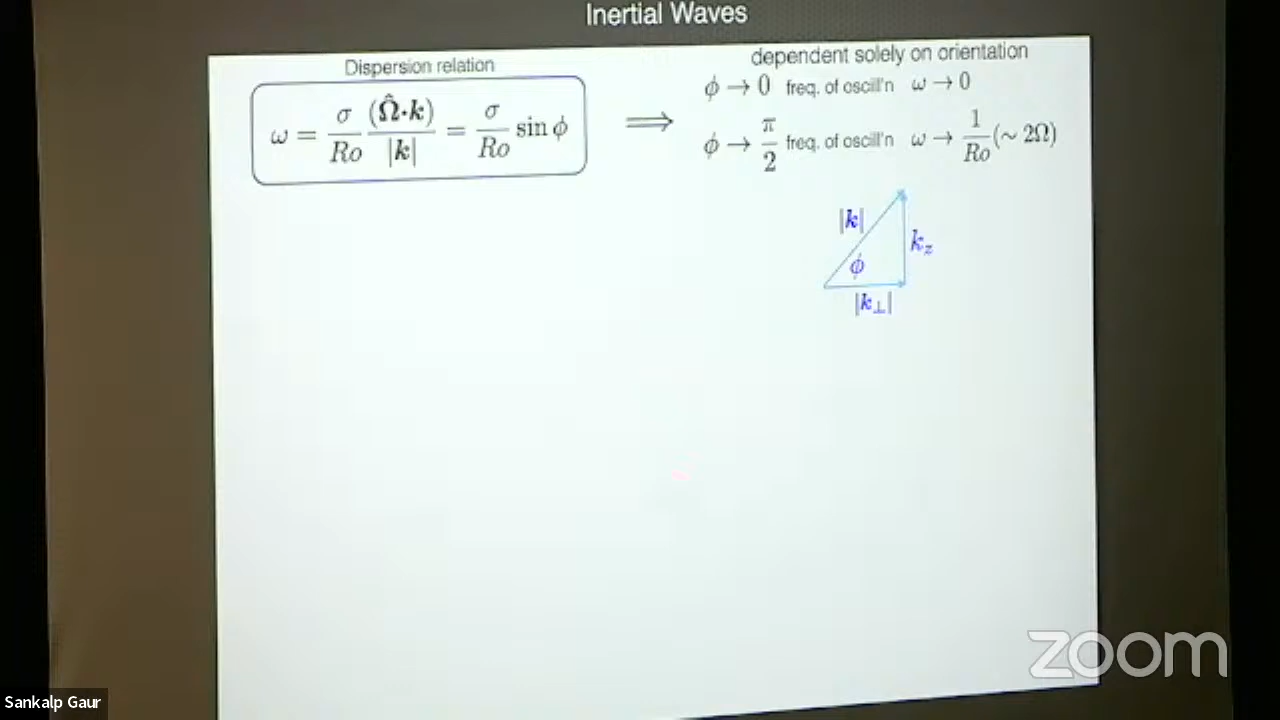 Inertial Waves
Dispersion relation
ω = σ/Ro (Ω̂·k)/|k| = σ/Ro sin ϕ
⟹
dependent solely on orientation
ϕ → 0 freq. of oscill'n ω → 0
ϕ → π/2 freq. of oscill'n ω → 1/Ro (∼ 2Ω)
|k|
k_z
ϕ
|k_⊥|
zoom
Sankalp Gaur